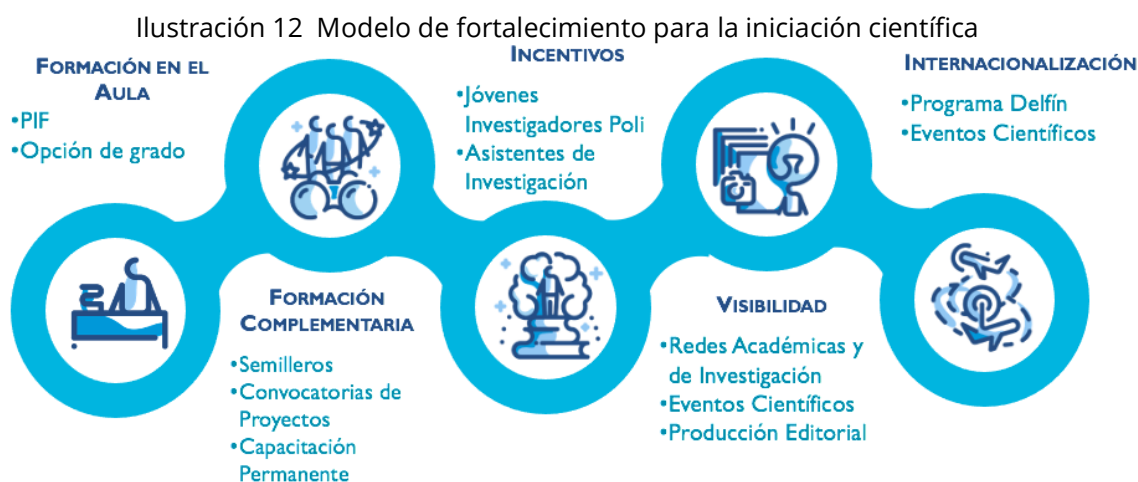 Ilustración 12  Modelo de fortalecimiento para la iniciación científica
FORMACIÓN EN EL
AULA
•PIF
•Opción de grado
INCENTIVOS
•Jóvenes
Investigadores Poli
•Asistentes de
Investigación
INTERNACIONALIZACIÓN
•Programa Delfín
•Eventos Científicos
FORMACIÓN
COMPLEMENTARIA
•Semilleros
•Convocatorias de
Proyectos
•Capacitación
Permanente
VISIBILIDAD
•Redes Académicas y
de Investigación
•Eventos Científicos
•Producción Editorial